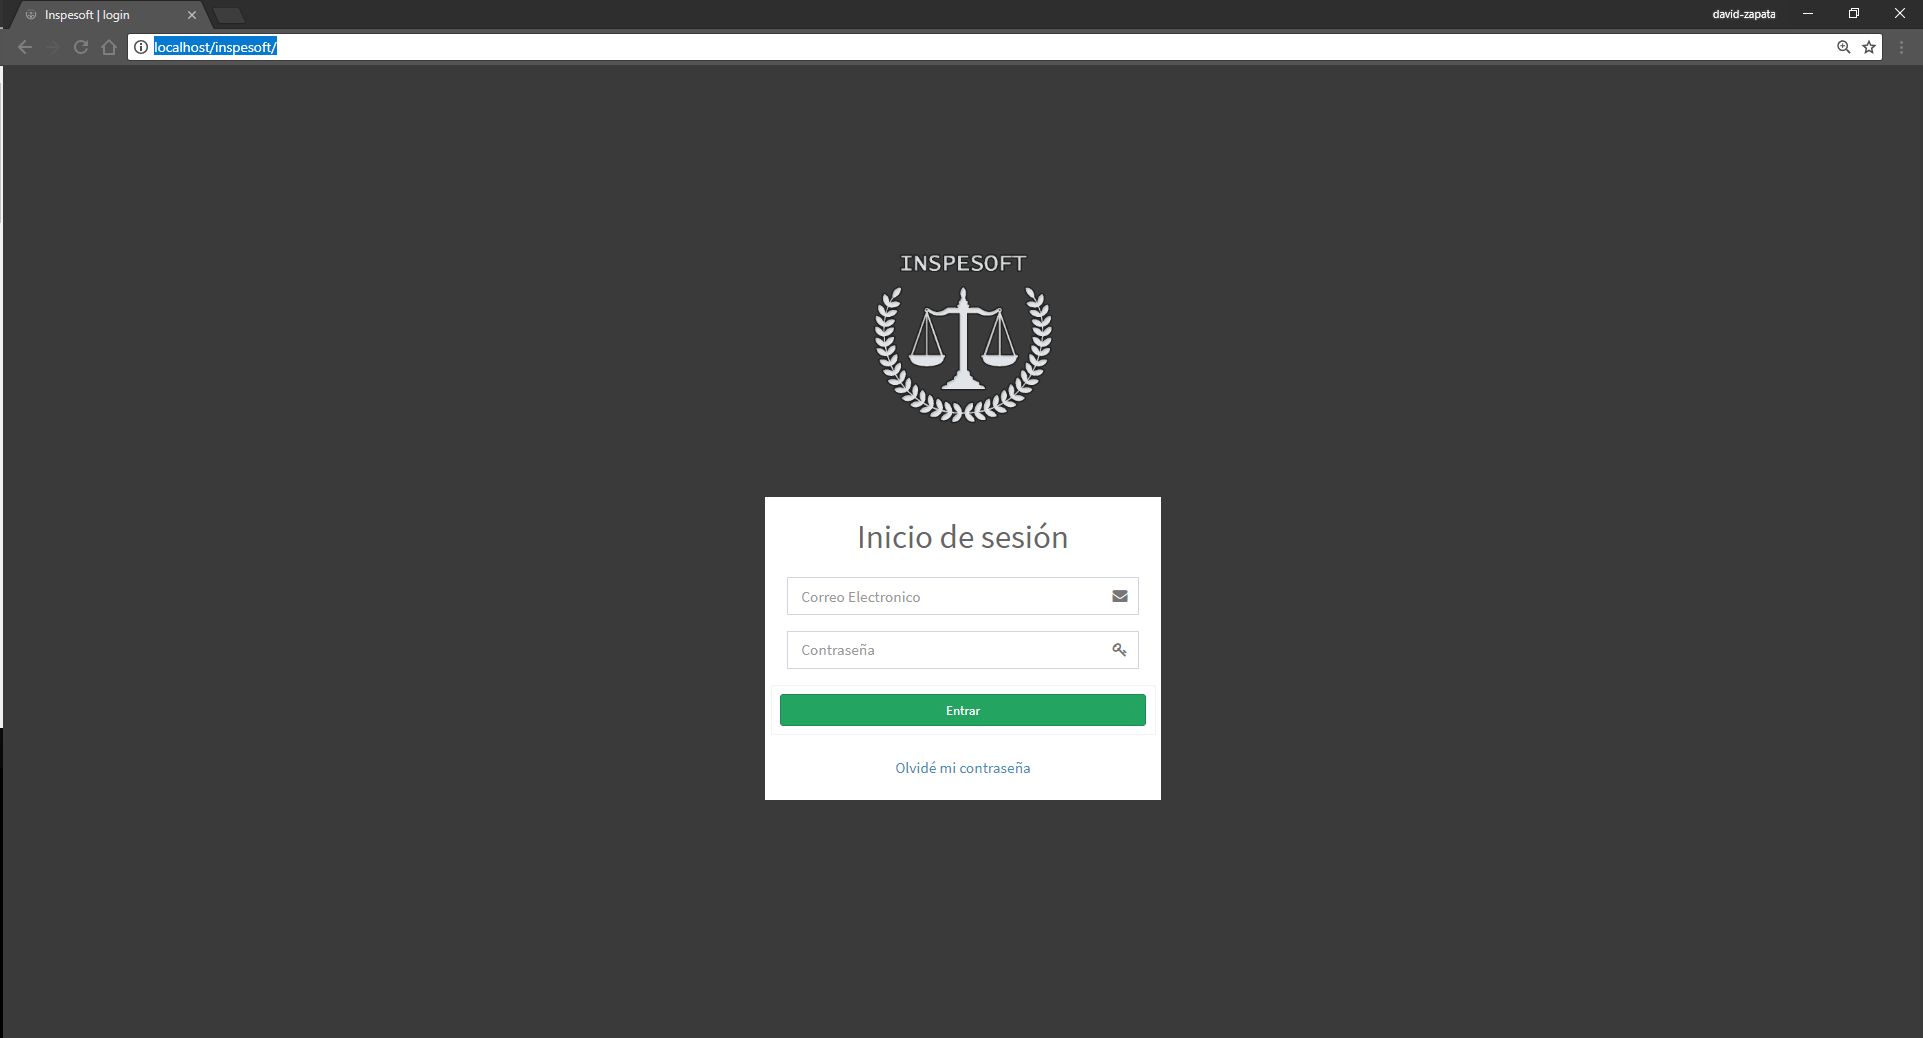 Inspesoft | login
david-zapata
localhost/inspesoft/
INSPESOFT
Inicio de sesión
Correo Electronico
Contraseña
Entrar
Olvidé mi contraseña